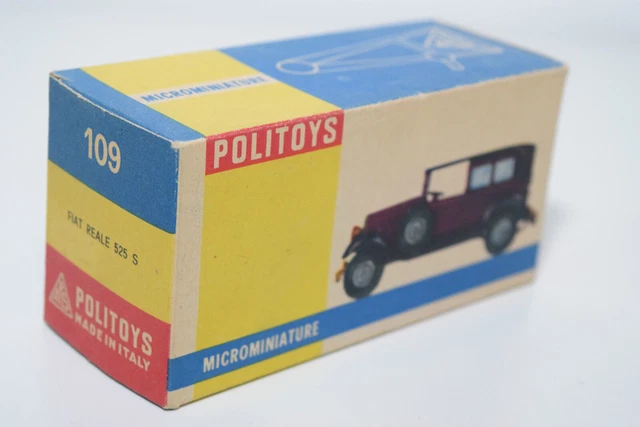 MICROMINIATURE
109
FIAT REALE 525 S
POLITOYS
MADE IN ITALY
POLITOYS
MICROMINIATURE